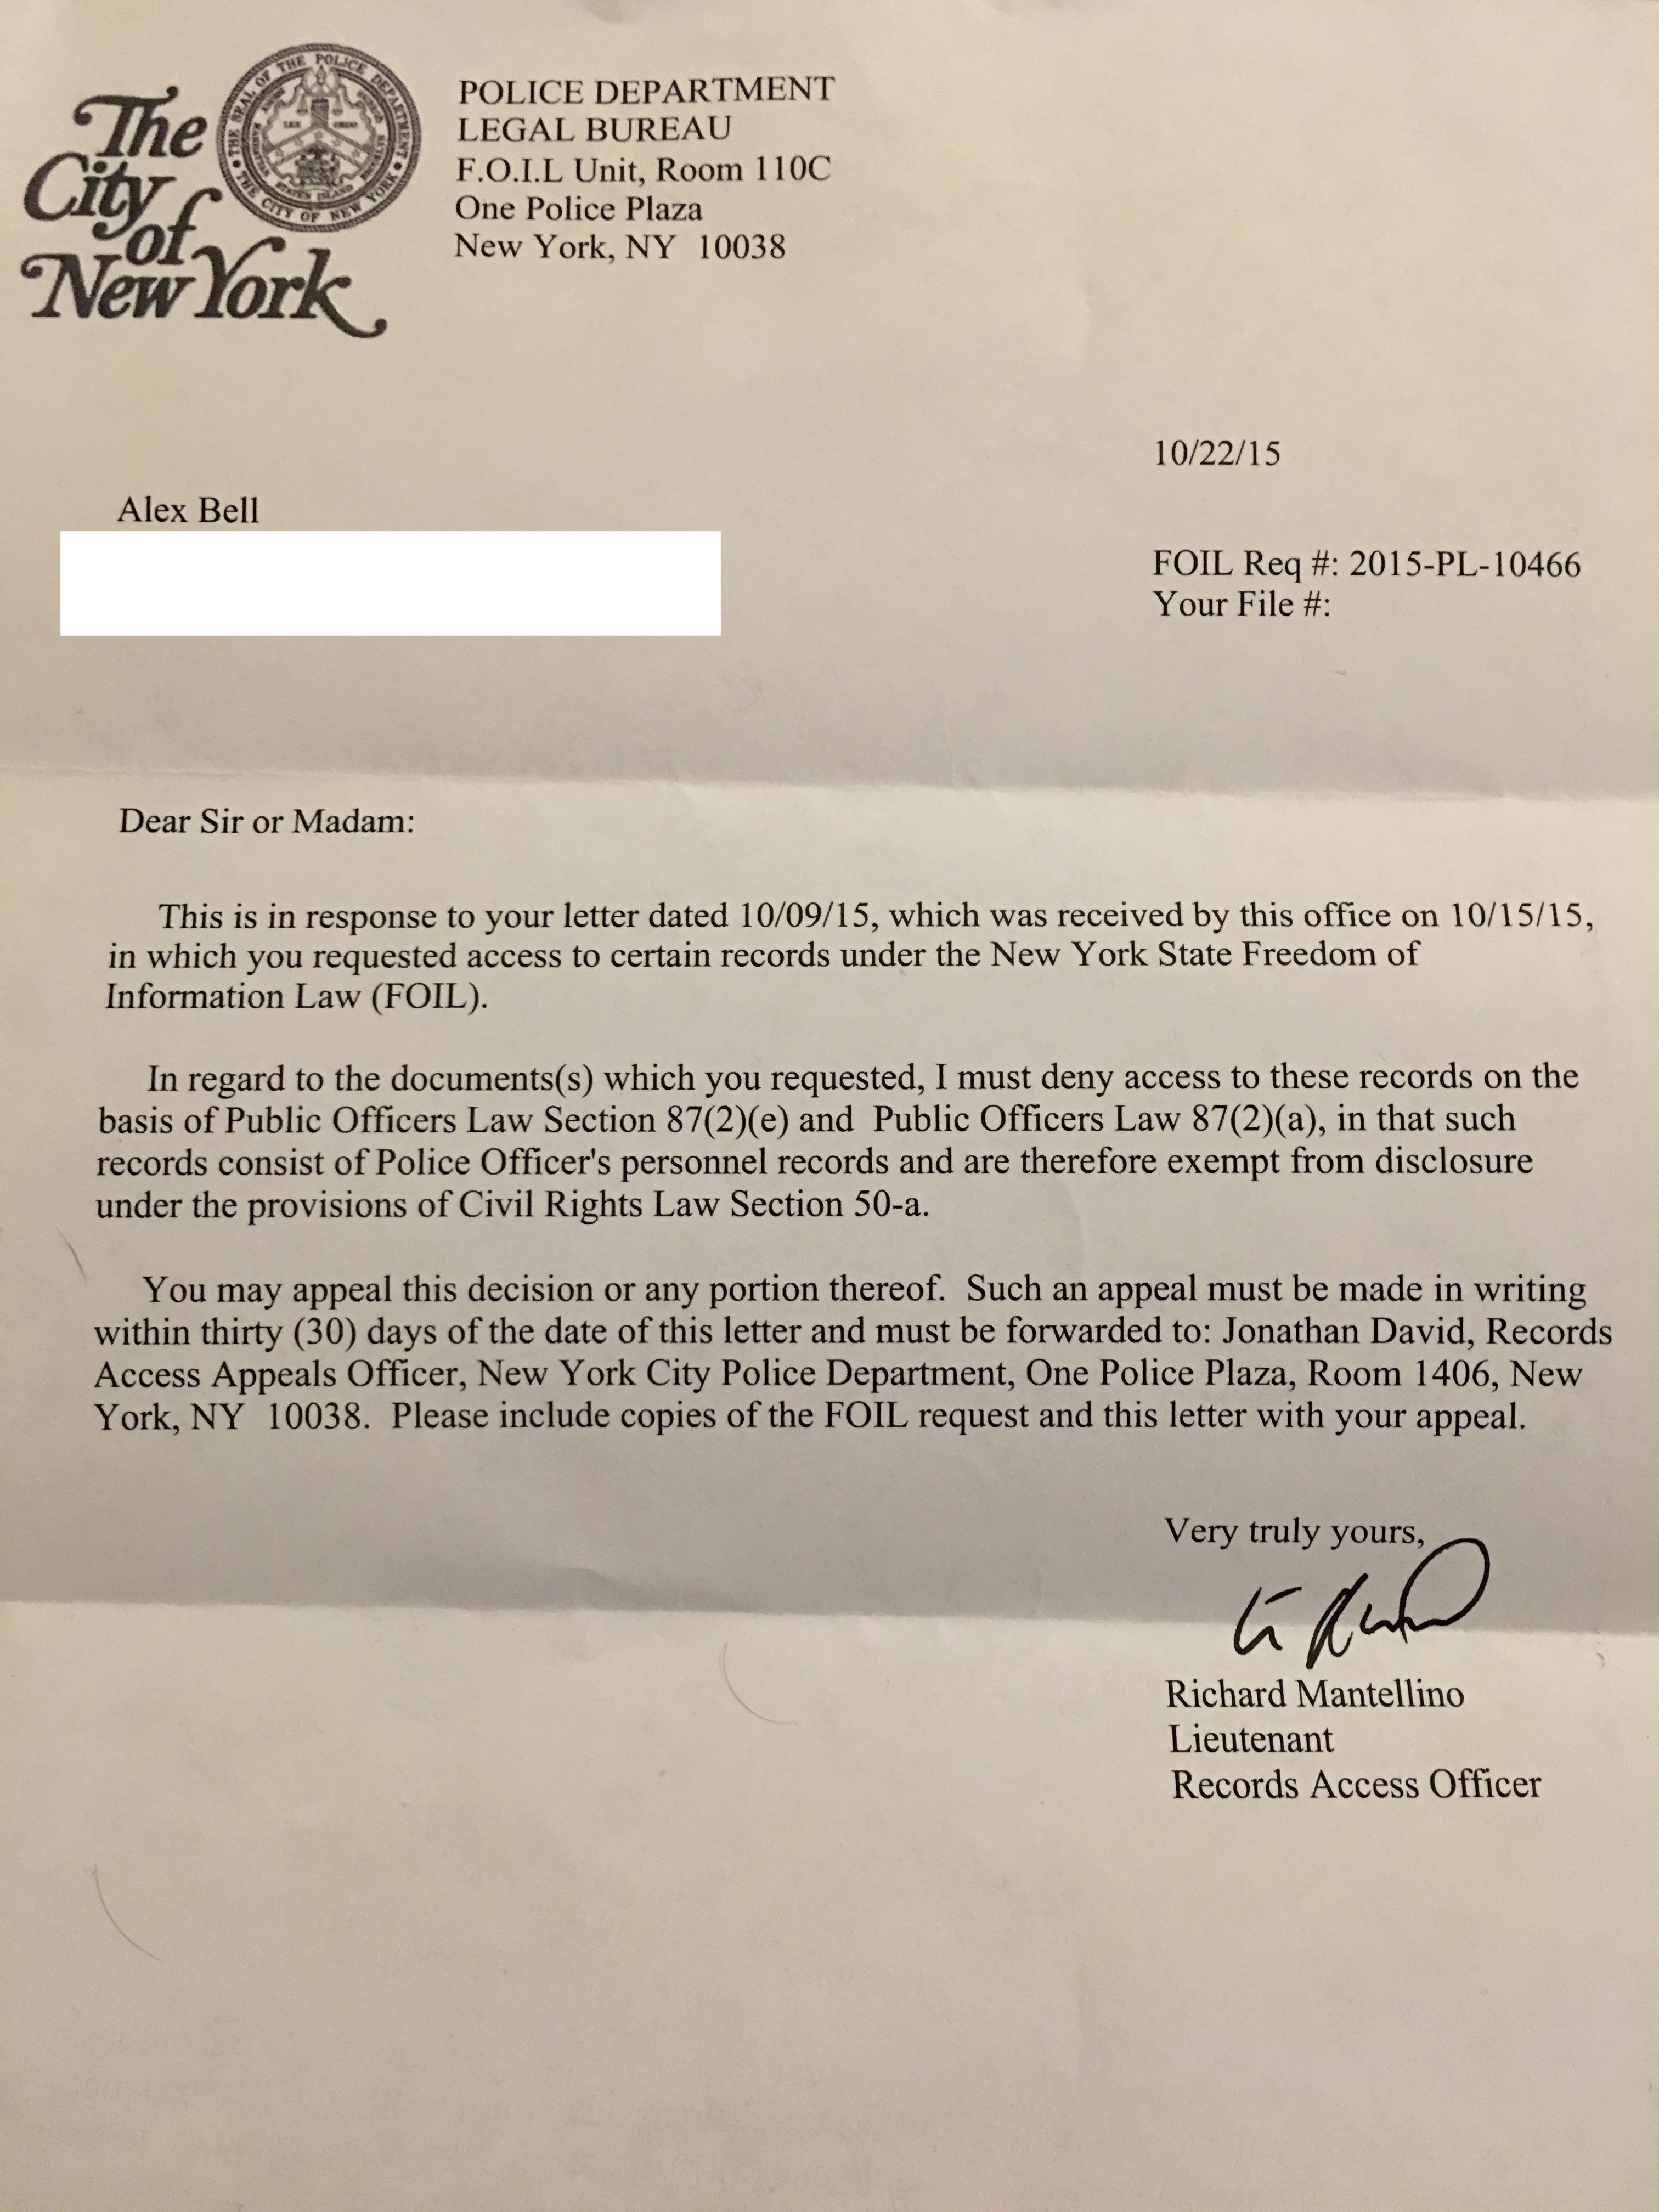 The
City
of
New York
THE SEAL OF THE POLICE DEPARTMENT
THE CITY OF NEW YORK
LEX ORDO
STATEN ISLAND
POLICE DEPARTMENT
LEGAL BUREAU
F.O.I.L Unit, Room 110C
One Police Plaza
New York, NY 10038
10/22/15
Alex Bell
FOIL Req #: 2015-PL-10466
Your File #:
Dear Sir or Madam:
This is in response to your letter dated 10/09/15, which was received by this office on 10/15/15,
in which you requested access to certain records under the New York State Freedom of
Information Law (FOIL).
In regard to the documents(s) which you requested, I must deny access to these records on the
basis of Public Officers Law Section 87(2)(e) and Public Officers Law 87(2)(a), in that such
records consist of Police Officer's personnel records and are therefore exempt from disclosure
under the provisions of Civil Rights Law Section 50-a.
You may appeal this decision or any portion thereof. Such an appeal must be made in writing
within thirty (30) days of the date of this letter and must be forwarded to: Jonathan David, Records
Access Appeals Officer, New York City Police Department, One Police Plaza, Room 1406, New
York, NY 10038. Please include copies of the FOIL request and this letter with your appeal.
Very truly yours,
Richard Mantellino
Lieutenant
Records Access Officer